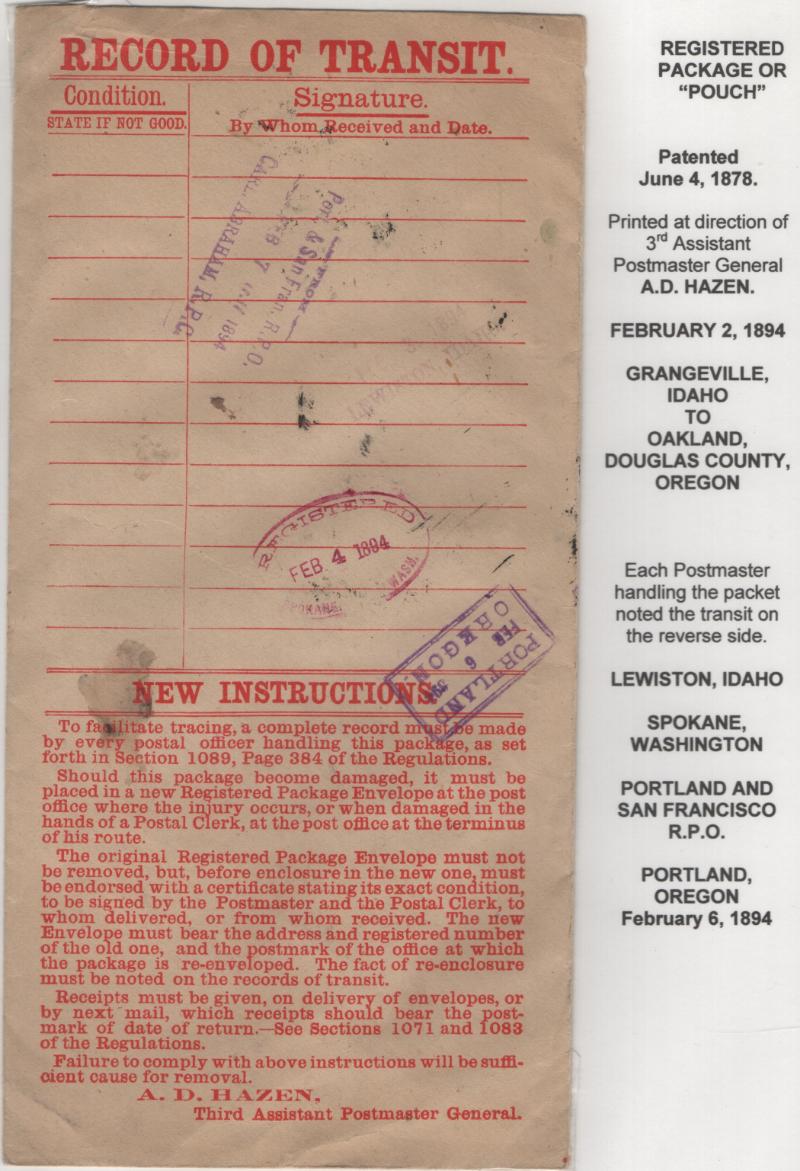 RECORD OF TRANSIT.
Condition.
STATE IF NOT GOOD.
Signature.
By Whom Received and Date.
CARL. ABRAHAM, R.P.C.
FEB 7 1894
FROM
Por. & San Fran. R.P.O.
REGISTERED
FEB. 4 1894
SPOKANE, WASH.
PORTLAND
FEB 6
OREGON.
NEW INSTRUCTIONS.
To facilitate tracing, a complete record must be made
by every postal officer handling this package, as set
forth in Section 1089, Page 384 of the Regulations.
Should this package become damaged, it must be
placed in a new Registered Package Envelope at the post
office where the injury occurs, or when damaged in the
hands of a Postal Clerk, at the post office at the terminus
of his route.
The original Registered Package Envelope must not
be removed, but, before enclosure in the new one, must
be endorsed with a certificate stating its exact condition,
to be signed by the Postmaster and the Postal Clerk, to
whom delivered, or from whom received. The new
Envelope must bear the address and registered number
of the old one, and the postmark of the office at which
the package is re-enveloped. The fact of re-enclosure
must be noted on the records of transit.
Receipts must be given, on delivery of envelopes, or
by next mail, which receipts should bear the post-
mark of date of return.—See Sections 1071 and 1083
of the Regulations.
Failure to comply with above instructions will be suffi-
cient cause for removal.
A. D. HAZEN,
Third Assistant Postmaster General.
REGISTERED
PACKAGE OR
“POUCH”
Patented
June 4, 1878.
Printed at direction of
3rd Assistant
Postmaster General
A.D. HAZEN.
FEBRUARY 2, 1894
GRANGEVILLE,
IDAHO
TO
OAKLAND,
DOUGLAS COUNTY,
OREGON
Each Postmaster
handling the packet
noted the transit on
the reverse side.
LEWISTON, IDAHO
SPOKANE,
WASHINGTON
PORTLAND AND
SAN FRANCISCO
R.P.O.
PORTLAND,
OREGON
February 6, 1894